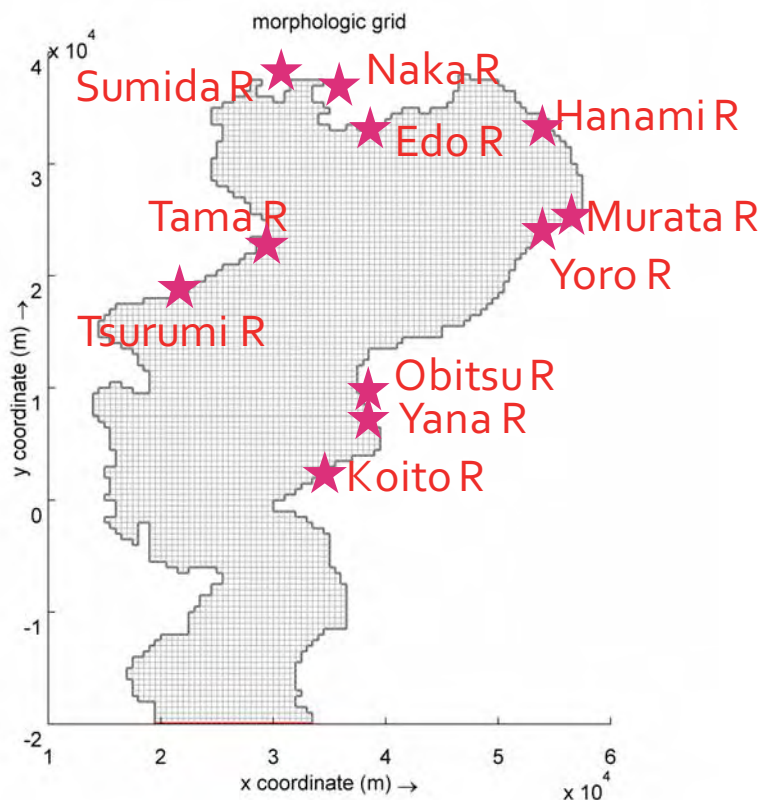 morphologic grid
x 10^4
4
3
2
1
0
-1
-2
y coordinate (m) →
Sumida R
Naka R
Edo R
Hanami R
Tama R
Murata R
Yoro R
Tsurumi R
Obitsu R
Yana R
Koito R
1 2 3 4 5 6
x coordinate (m) →
x 10^4